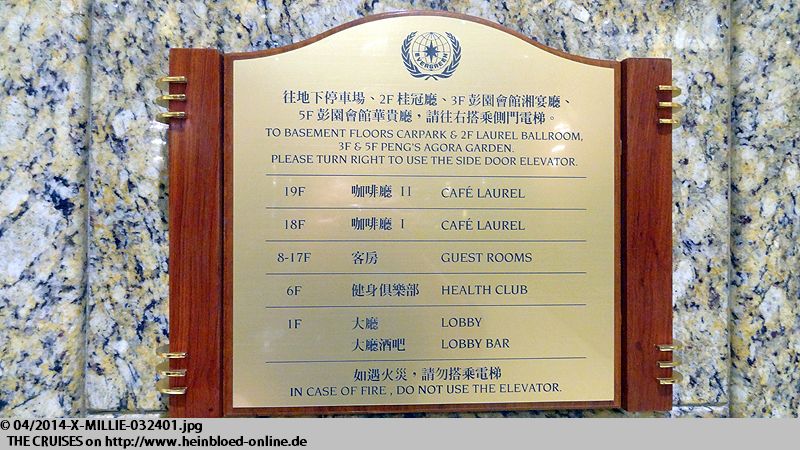 EVERGREEN
往地下停車場、2F 桂冠廳、3F 彭園會館湘宴廳、
5F 彭園會館華貴廳，請往右搭乘側門電梯。
TO BASEMENT FLOORS CARPARK & 2F LAUREL BALLROOM,
3F & 5F PENG'S AGORA GARDEN.
PLEASE TURN RIGHT TO USE THE SIDE DOOR ELEVATOR.
19F 咖啡廳 II CAFÉ LAUREL
18F 咖啡廳 I CAFÉ LAUREL
8-17F 客房 GUEST ROOMS
6F 健身俱樂部 HEALTH CLUB
1F 大廳 LOBBY
大廳酒吧 LOBBY BAR
如遇火災，請勿搭乘電梯
IN CASE OF FIRE , DO NOT USE THE ELEVATOR.
© 04/2014-X-MILLIE-032401.jpg
THE CRUISES on http://www.heinbloed-online.de